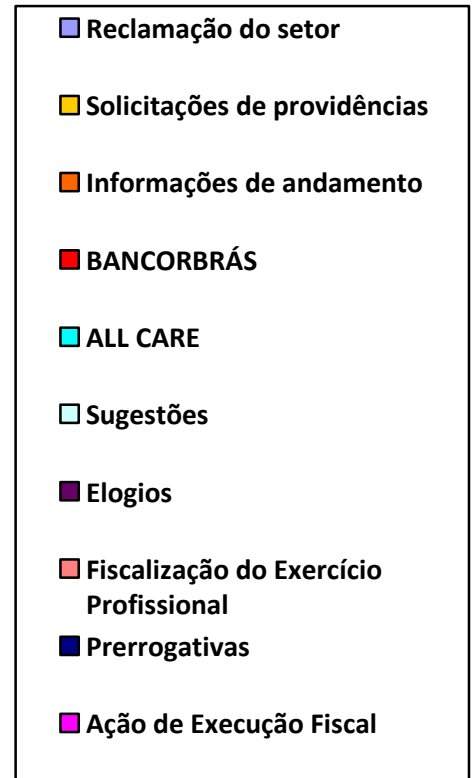 Reclamação do setor
Solicitações de providências
Informações de andamento
BANCORBRÁS
ALL CARE
Sugestões
Elogios
Fiscalização do Exercício
Profissional
Prerrogativas
Ação de Execução Fiscal